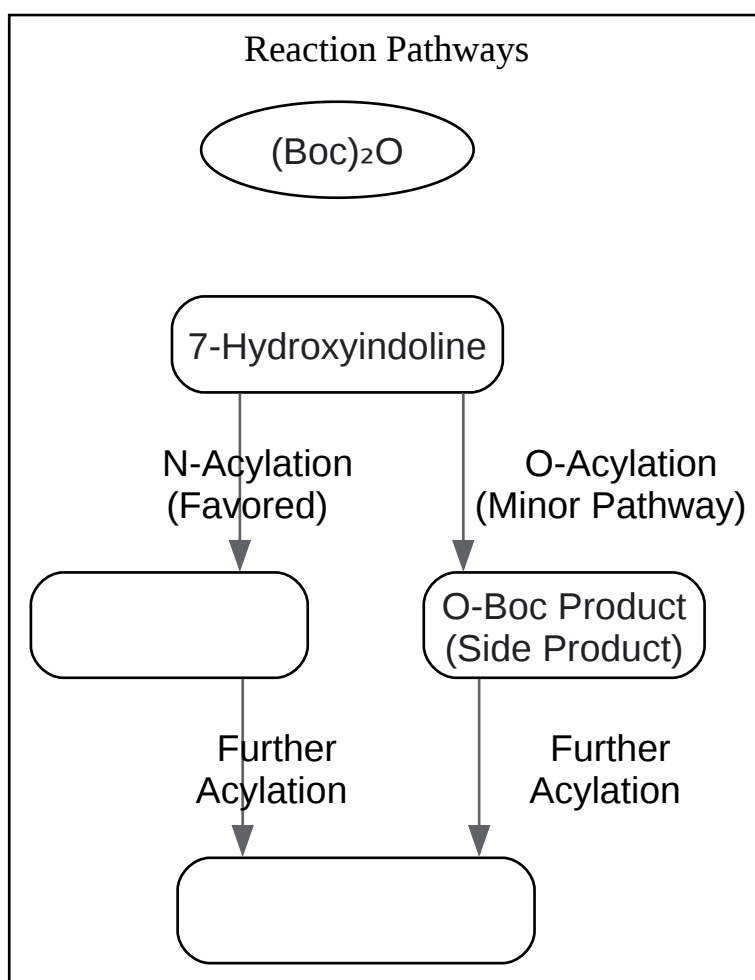 Reaction Pathways
(Boc)₂O
7-Hydroxyindoline
N-Acylation
(Favored)
O-Acylation
(Minor Pathway)
O-Boc Product
(Side Product)
Further
Acylation
Further
Acylation